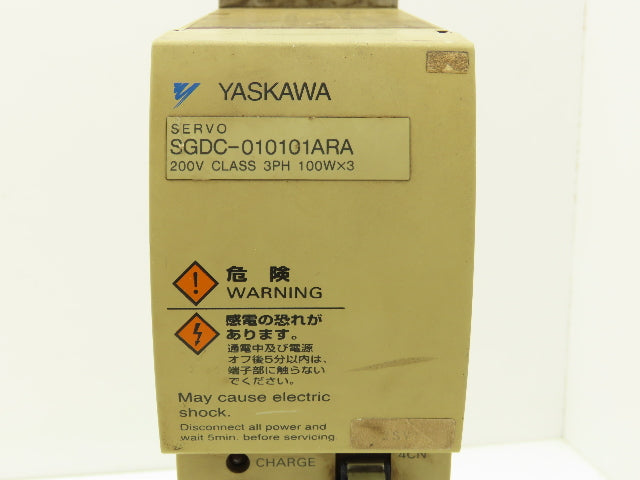 YASKAWA
SERVO
SGDC-010101ARA
200V CLASS 3PH 100W×3
危 険
WARNING
感電の恐れが
あります。
通電中及び電源
オフ後5分以内は、
端子部に触らない
でください。
May cause electric
shock.
Disconnect all power and
wait 5min. before servicing.
CHARGE
4CN